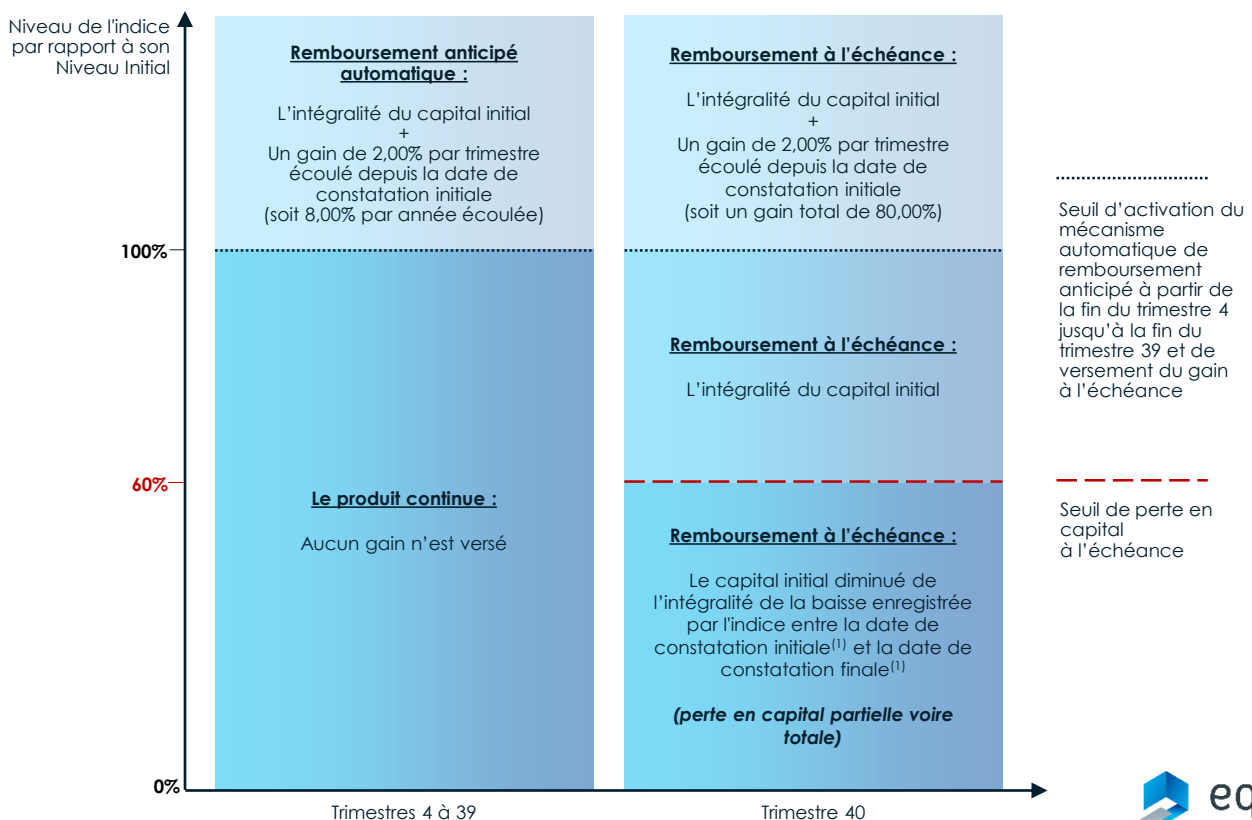 Niveau de l'indice
par rapport à son
Niveau Initial
Remboursement anticipé
automatique :
L'intégralité du capital initial
+
Un gain de 2,00% par trimestre
écoulé depuis la date de
constatation initiale
(soit 8,00% par année écoulée)
Remboursement à l'échéance :
L'intégralité du capital initial
+
Un gain de 2,00% par trimestre
écoulé depuis la date de
constatation initiale
(soit un gain total de 80,00%)
100%
Remboursement à l'échéance :
L'intégralité du capital initial
60%
Le produit continue :
Aucun gain n'est versé
Remboursement à l'échéance :
Le capital initial diminué de
l'intégralité de la baisse enregistrée
par l'indice entre la date de
constatation initiale(1) et la date de
constatation finale(1)
(perte en capital partielle voire
totale)
0%
Trimestres 4 à 39
Trimestre 40
Seuil d'activation du
mécanisme
automatique de
remboursement
anticipé à partir de
la fin du trimestre 4
jusqu'à la fin du
trimestre 39 et de
versement du gain
à l'échéance
Seuil de perte en
capital
à l'échéance